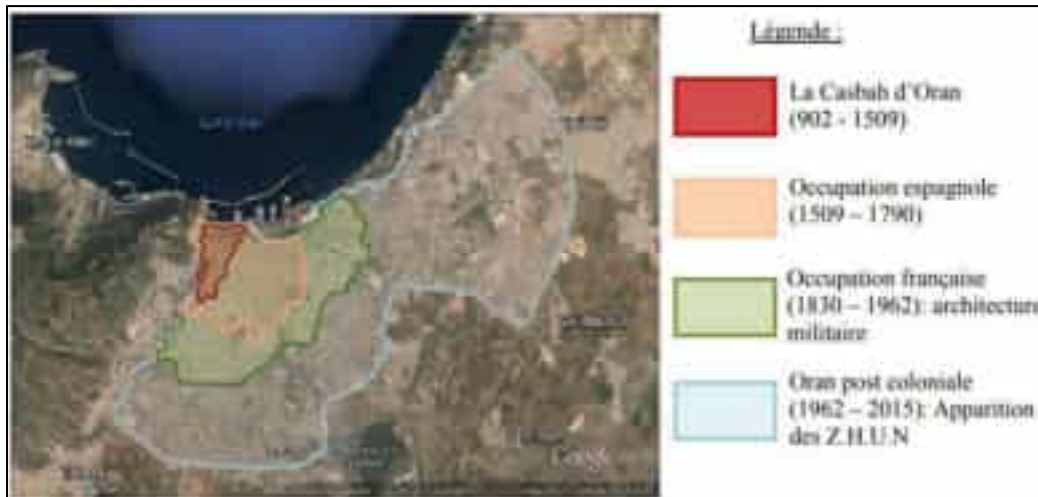 Légende :
La Casbah d'Oran
(902 - 1509)
Occupation espagnole
(1509 – 1790)
Occupation française
(1830 – 1962): architecture
militaire
Oran post coloniale
(1962 – 2015): Apparition
des Z.H.U.N
Google